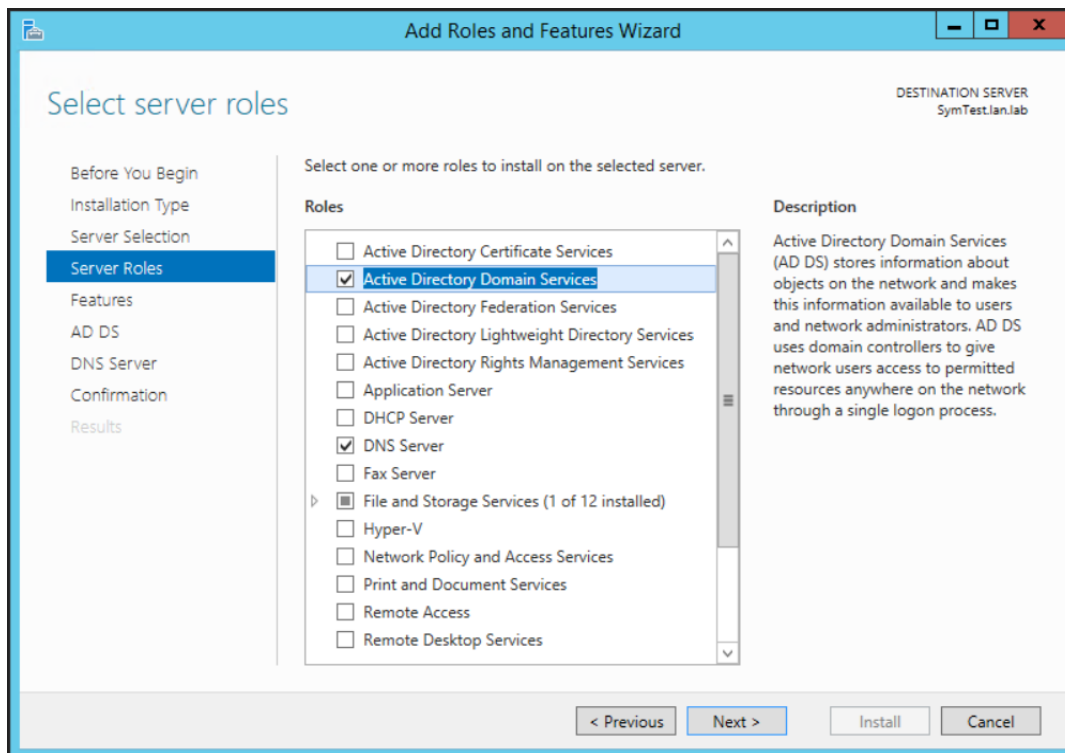 Add Roles and Features Wizard
Select server roles
DESTINATION SERVER
SymTest.lan.lab
Before You Begin
Installation Type
Server Selection
Server Roles
Features
AD DS
DNS Server
Confirmation
Results
Select one or more roles to install on the selected server.
Roles
Active Directory Certificate Services
Active Directory Domain Services
Active Directory Federation Services
Active Directory Lightweight Directory Services
Active Directory Rights Management Services
Application Server
DHCP Server
DNS Server
Fax Server
File and Storage Services (1 of 12 installed)
Hyper-V
Network Policy and Access Services
Print and Document Services
Remote Access
Remote Desktop Services
Description
Active Directory Domain Services
(AD DS) stores information about
objects on the network and makes
this information available to users
and network administrators. AD DS
uses domain controllers to give
network users access to permitted
resources anywhere on the network
through a single logon process.
< Previous
Next >
Install
Cancel